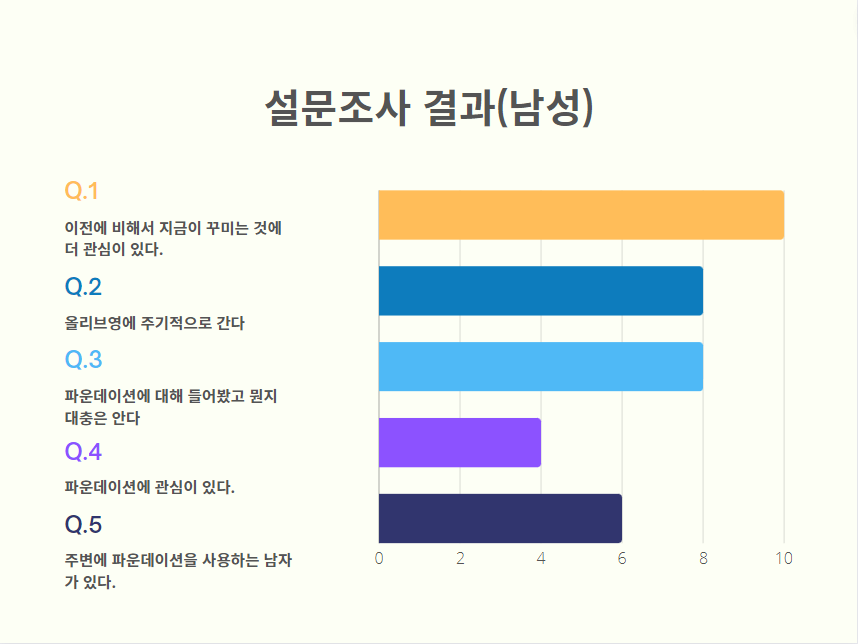 설문조사 결과(남성)
Q.1
이전에 비해서 지금이 꾸미는 것에
더 관심이 있다.
Q.2
올리브영에 주기적으로 간다
Q.3
파운데이션에 대해 들어봤고 뭔지
대충은 안다
Q.4
파운데이션에 관심이 있다.
Q.5
주변에 파운데이션을 사용하는 남자
가 있다.
0 2 4 6 8 10